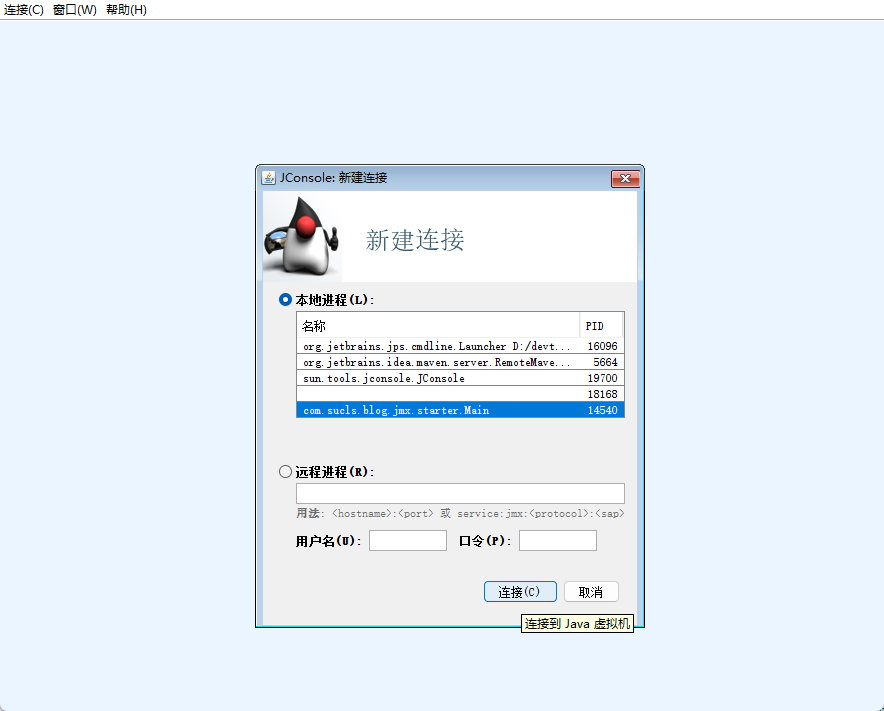 连接(C) 窗口(W) 帮助(H)
JConsole: 新建连接
新建连接
本地进程(L):
名称 PID
org.jetbrains.jps.cmdline.Launcher D:/devt... 16096
org.jetbrains.idea.maven.server.RemoteMave... 5664
sun.tools.jconsole.JConsole 19700
18168
com.sucls.blog.jmx.starter.Main 14540
远程进程(R):
用法: <hostname>:<port> 或 service:jmx:<protocol>:<sap>
用户名(U): 口令(P):
连接(C) 取消
连接到 Java 虚拟机